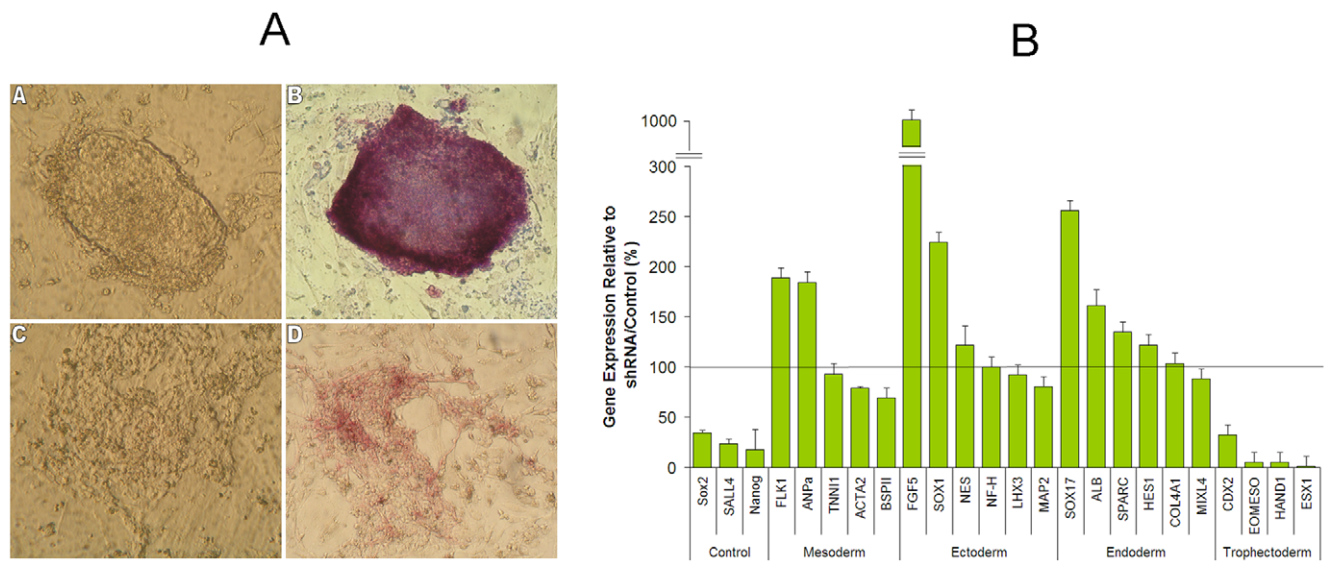 A
B
A
B
C
D
Gene Expression Relative to
shRNA/Control (%)
1000
300
250
200
150
100
50
0
Sox2
SALL4
Nanog
FLK1
ANPa
TNNI1
ACTA2
BSPII
FGF5
SOX1
NES
NF-H
LHX3
MAP2
SOX17
ALB
SPARC
HES1
COL4A1
MIXL4
CDX2
EOMESO
HAND1
ESX1
Control
Mesoderm
Ectoderm
Endoderm
Trophectoderm